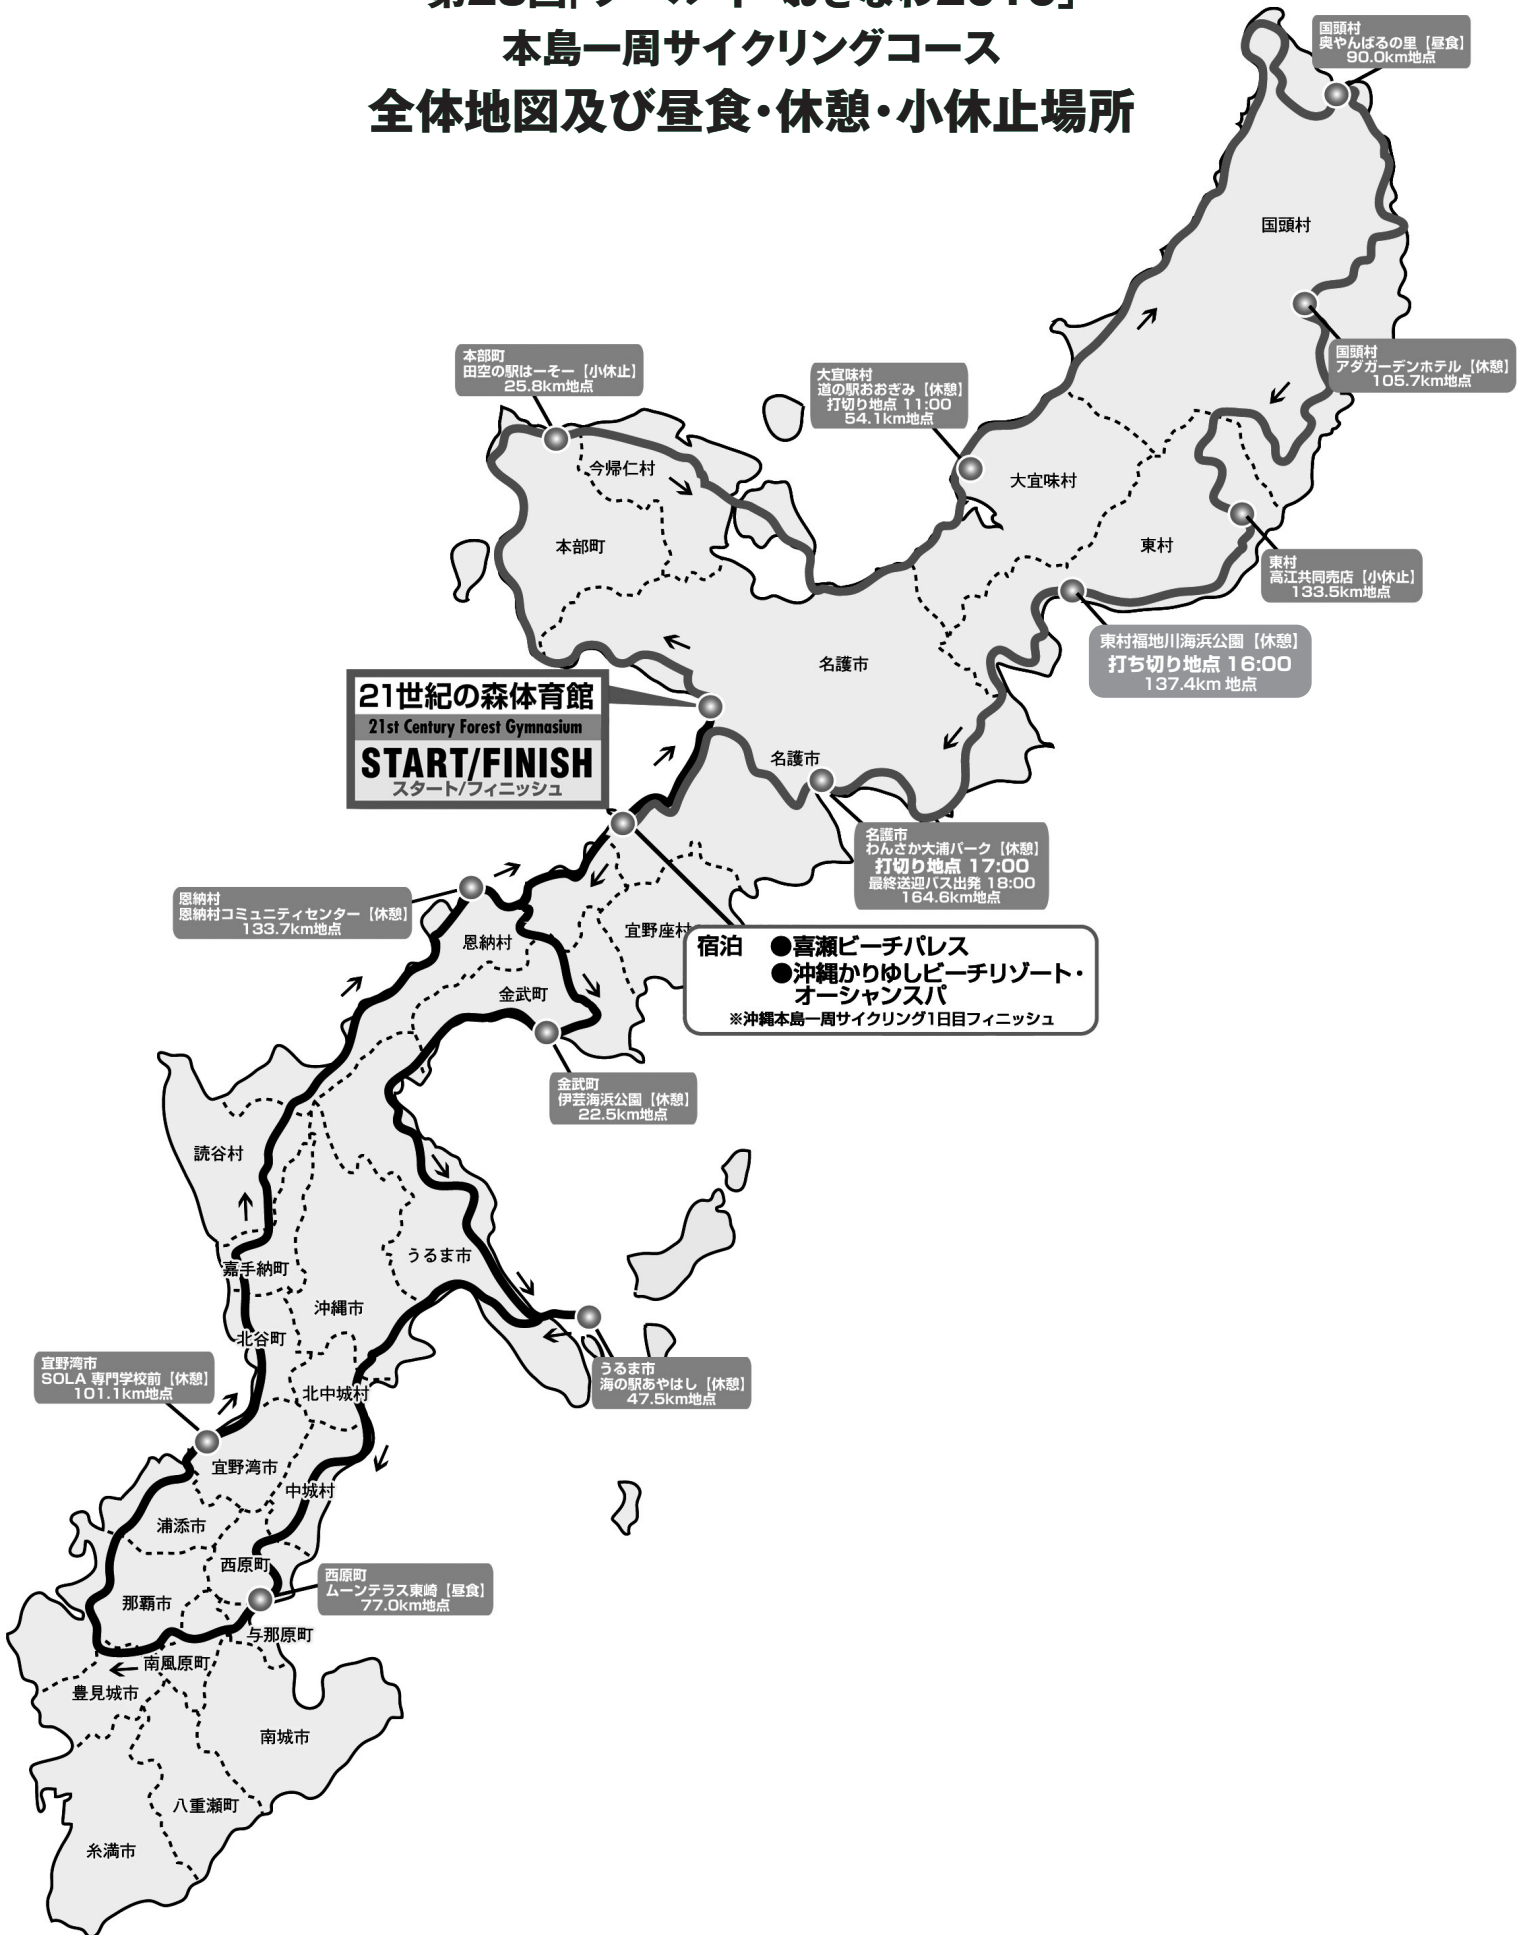 本島一周サイクリングコース
全体地図及び昼食・休憩・小休止場所
国頭村
奥やんばるの里【昼食】
90.0km地点
国頭村
国頭村
アダガーデンホテル【休憩】
105.7km地点
本部町
田空の駅はーそー【小休止】
25.8km地点
大宜味村
道の駅おおぎみ【休憩】
打切り地点 11:00
54.1km地点
今帰仁村
大宜味村
本部町
東村
東村
高江共同売店【小休止】
133.5km地点
東村福地川海浜公園【休憩】
打ち切り地点 16:00
137.4km 地点
名護市
21世紀の森体育館
21st Century Forest Gymnasium
START/FINISH
スタート/フィニッシュ
名護市
名護市
わんさか大浦パーク【休憩】
打切り地点 17:00
最終送迎バス出発 18:00
164.6km地点
恩納村
恩納村コミュニティセンター【休憩】
133.7km地点
恩納村
宜野座村
宿泊 ●喜瀬ビーチパレス
●沖縄かりゆしビーチリゾート・
オーシャンスパ
※沖縄本島一周サイクリング1日目フィニッシュ
金武町
金武町
伊芸海浜公園【休憩】
22.5km地点
読谷村
うるま市
嘉手納町
沖縄市
北谷町
宜野湾市
SOLA 専門学校前【休憩】
101.1km地点
うるま市
海の駅あやはし【休憩】
47.5km地点
北中城村
宜野湾市
中城村
浦添市
西原町
西原町
ムーンテラス東崎【昼食】
77.0km地点
那覇市
与那原町
南風原町
豊見城市
南城市
八重瀬町
糸満市